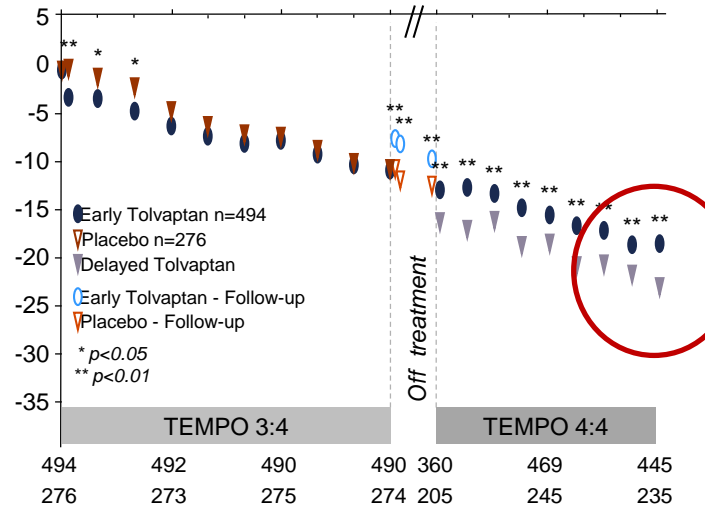 5
0
-5
-10
-15
-20
-25
-30
-35
** * *
**
**
**
** ** ** ** ** ** ** ** **
Early Tolvaptan n=494
Placebo n=276
Delayed Tolvaptan
Early Tolvaptan - Follow-up
Placebo - Follow-up
* p<0.05
** p<0.01
Off treatment
TEMPO 3:4 TEMPO 4:4
494 492 490 490 360 469 445
276 273 275 274 205 245 235